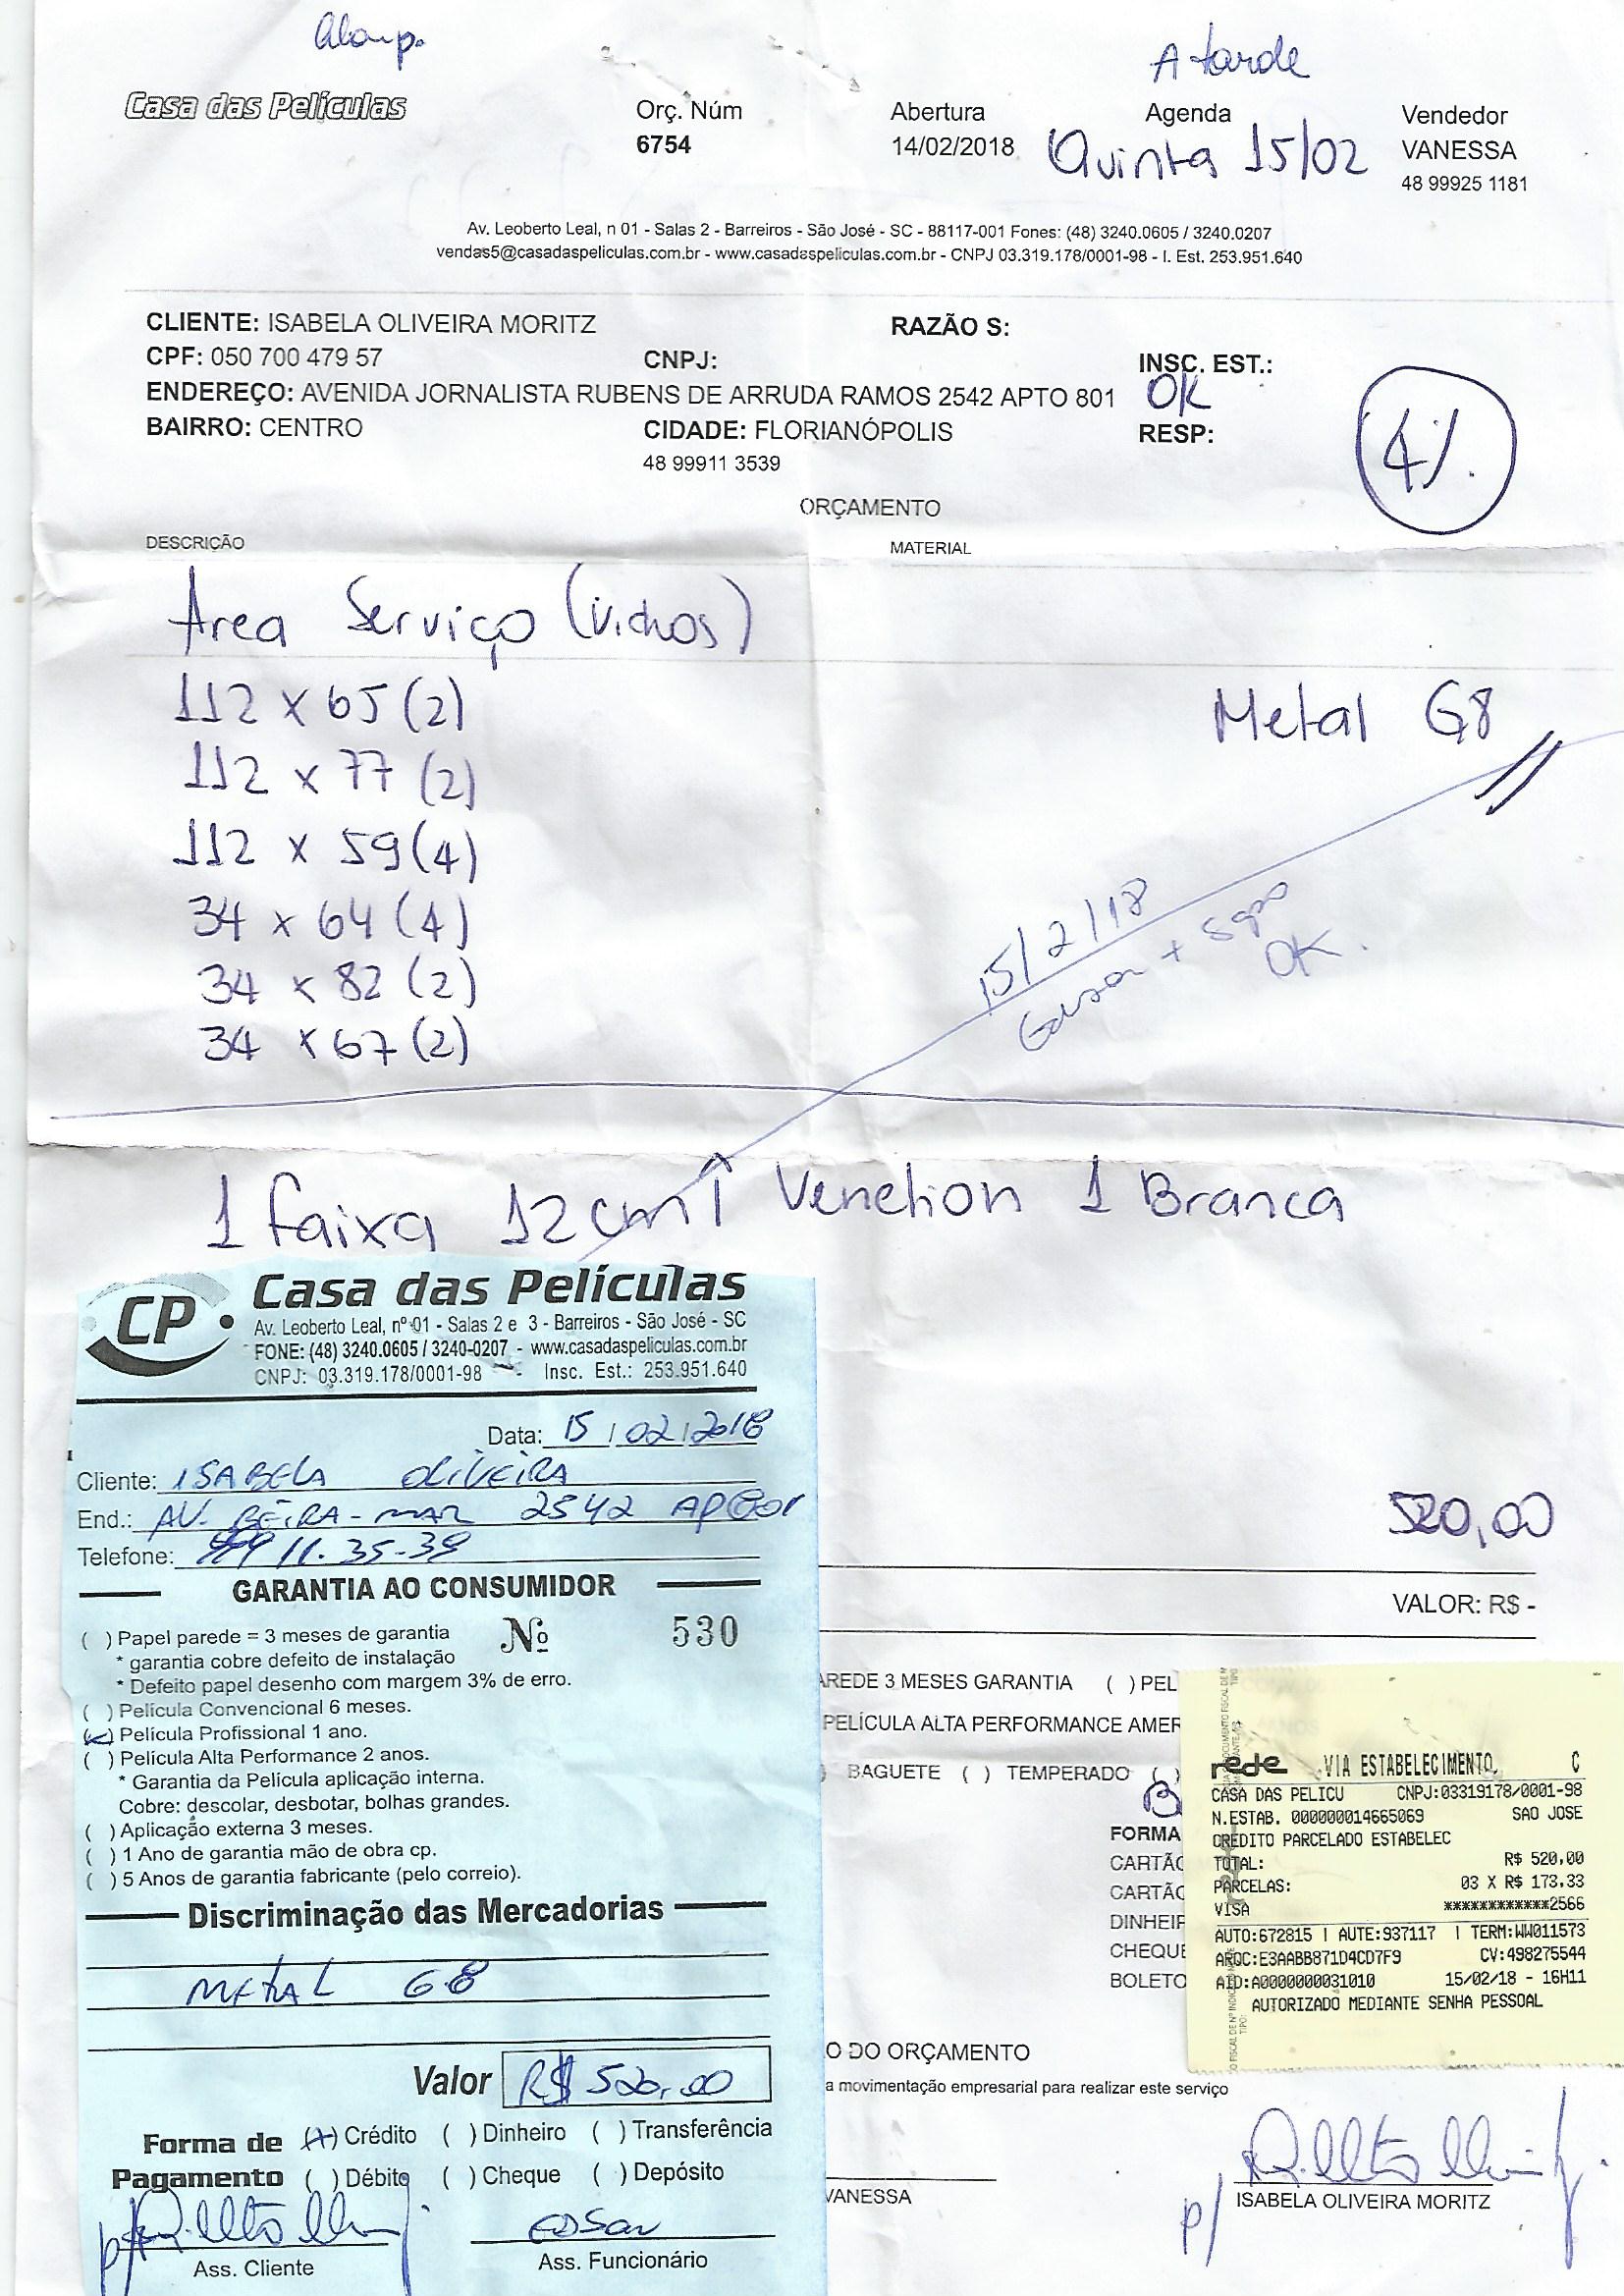 A tarde
Casa das Películas
Orç. Núm
6754
Abertura
14/02/2018
Agenda
Quinta 15/02
Vendedor
VANESSA
48 99925 1181
Av. Leoberto Leal, n 01 - Salas 2 - Barreiros - São José - SC - 88117-001 Fones: (48) 3240.0605 / 3240.0207
vendas5@casadaspeliculas.com.br - www.casadaspeliculas.com.br - CNPJ 03.319.178/0001-98 - I. Est. 253.951.640
CLIENTE: ISABELA OLIVEIRA MORITZ RAZÃO S:
CPF: 050 700 479 57 CNPJ: INSC. EST.:
ENDEREÇO: AVENIDA JORNALISTA RUBENS DE ARRUDA RAMOS 2542 APTO 801 OK
BAIRRO: CENTRO CIDADE: FLORIANÓPOLIS RESP:
48 99911 3539
4%.
ORÇAMENTO
DESCRIÇÃO MATERIAL
Area Serviço (Vidros)
112 x 65 (2)
Metal G8
112 x 77 (2)
112 x 59 (4)
34 x 64 (4)
34 x 82 (2)
34 x 67 (2)
15/2/18
OK.
1 faixa 12cm Venetion 1 Branca
CP Casa das Películas
Av. Leoberto Leal, nº 01 - Salas 2 e 3 - Barreiros - São José - SC
FONE: (48) 3240.0605 / 3240-0207 - www.casadaspeliculas.com.br
CNPJ: 03.319.178/0001-98 - Insc. Est.: 253.951.640
Data: 15/02/2018
Cliente: ISABELA OLIVEIRA
End.: AV. BEIRA-MAR 2542 AP 801
Telefone: 999 11.35-39
GARANTIA AO CONSUMIDOR
( ) Papel parede = 3 meses de garantia Nº 530
* garantia cobre defeito de instalação
* Defeito papel desenho com margem 3% de erro.
( ) Película Convencional 6 meses.
(x) Película Profissional 1 ano.
( ) Película Alta Performance 2 anos.
* Garantia da Película aplicação interna.
Cobre: descolar, desbotar, bolhas grandes.
( ) Aplicação externa 3 meses.
( ) 1 Ano de garantia mão de obra cp.
( ) 5 Anos de garantia fabricante (pelo correio).
Discriminação das Mercadorias
METAL G8
Valor R$ 520,00
Forma de Pagamento (x) Crédito ( ) Dinheiro ( ) Transferência
( ) Débito ( ) Cheque ( ) Depósito
Edson
Ass. Cliente Ass. Funcionário
520,00
VALOR: R$ -
AREDE 3 MESES GARANTIA ( ) PEL
PELÍCULA ALTA PERFORMANCE AMER
) BAGUETE ( ) TEMPERADO ( )
FORMA
CARTÃO
CARTÃO
DINHEIR
CHEQUE
BOLETO
rede VIA ESTABELECIMENTO C
CASA DAS PELICU CNPJ:03319178/0001-98
N.ESTAB. 000000014665069 SAO JOSE
CREDITO PARCELADO ESTABELEC
TOTAL: R$ 520,00
PARCELAS: 03 X R$ 173.33
VISA ************2566
AUTO:672815 | AUTE:937117 | TERM:WW011573
ARQC:E3AABB871D4CD7F9 CV:498275544
AID:A0000000031010 15/02/18 - 16H11
AUTORIZADO MEDIANTE SENHA PESSOAL
O DO ORÇAMENTO
a movimentação empresarial para realizar este serviço
VANESSA
p/
ISABELA OLIVEIRA MORITZ